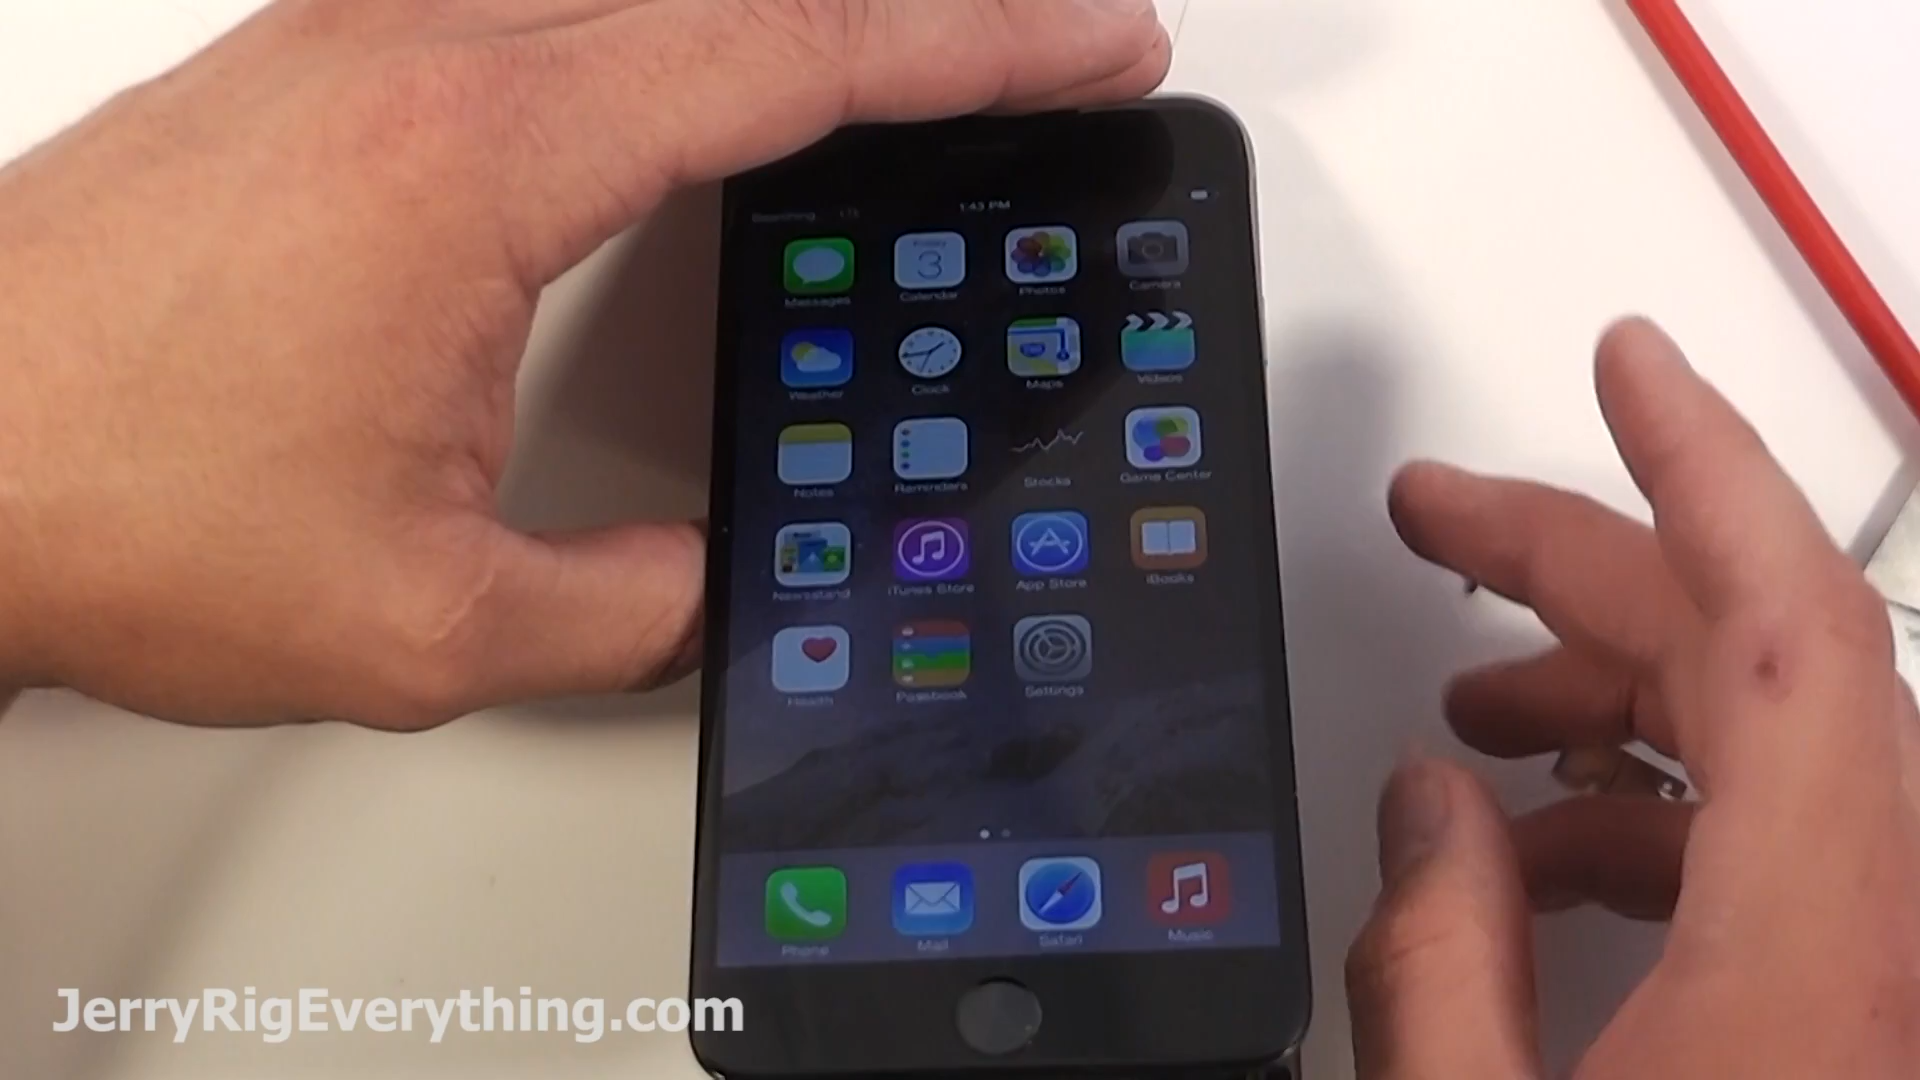 Searching... 1:43 PM
Friday
3
Messages Calendar Photos Camera
Weather Clock Maps Videos
Notes Reminders Stocks Game Center
Newsstand iTunes Store App Store iBooks
Health Passbook Settings
Phone Mail Safari Music
JerryRigEverything.com